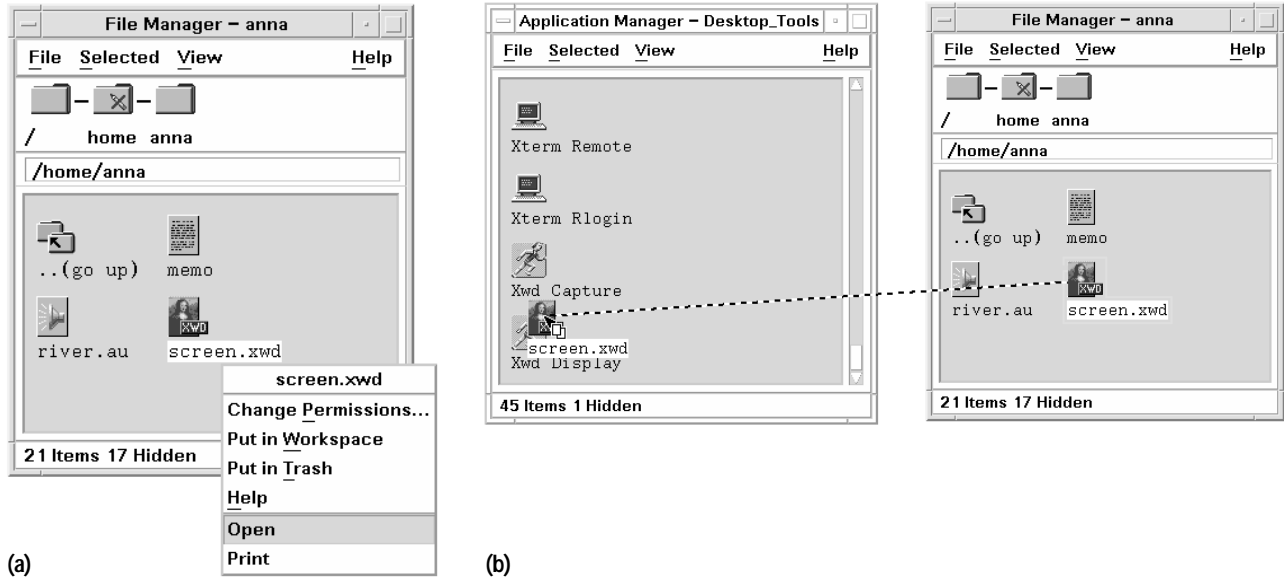 File Manager – anna
File Selected View Help
/ home anna
/home/anna
..(go up) memo
XWD
river.au screen.xwd
21 Items 17 Hidden
screen.xwd
Change Permissions...
Put in Workspace
Put in Trash
Help
Open
Print
(a)
Application Manager – Desktop_Tools
File Selected View Help
Xterm Remote
Xterm Rlogin
Xwd Capture
screen.xwd
Xwd Display
45 Items 1 Hidden
(b)
File Manager – anna
File Selected View Help
/ home anna
/home/anna
..(go up) memo
XWD
river.au screen.xwd
21 Items 17 Hidden